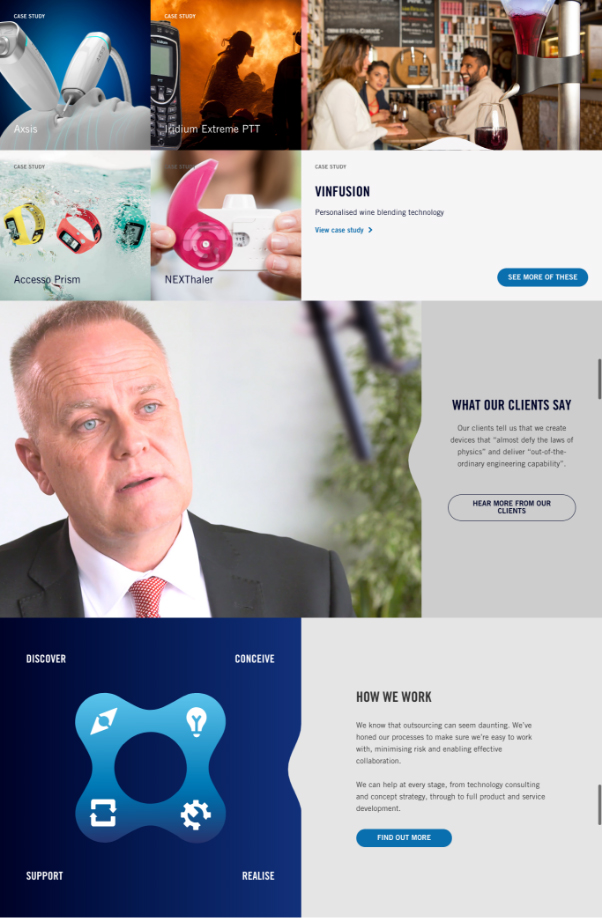 CASE STUDY
Axsis
CASE STUDY
Iridium Extreme PTT
CASE STUDY
Accesso Prism
CASE STUDY
NEXThaler
CASE STUDY
VINFUSION
Personalised wine blending technology
View case study
SEE MORE OF THESE
WHAT OUR CLIENTS SAY
Our clients tell us that we create
devices that “almost defy the laws of
physics” and deliver “out-of-the-
ordinary engineering capability”.
HEAR MORE FROM OUR
CLIENTS
DISCOVER
CONCEIVE
SUPPORT
REALISE
HOW WE WORK
We know that outsourcing can seem daunting. We've
honed our processes to make sure we're easy to work
with, minimising risk and enabling effective
collaboration.
We can help at every stage, from technology consulting
and concept strategy, through to full product and service
development.
FIND OUT MORE